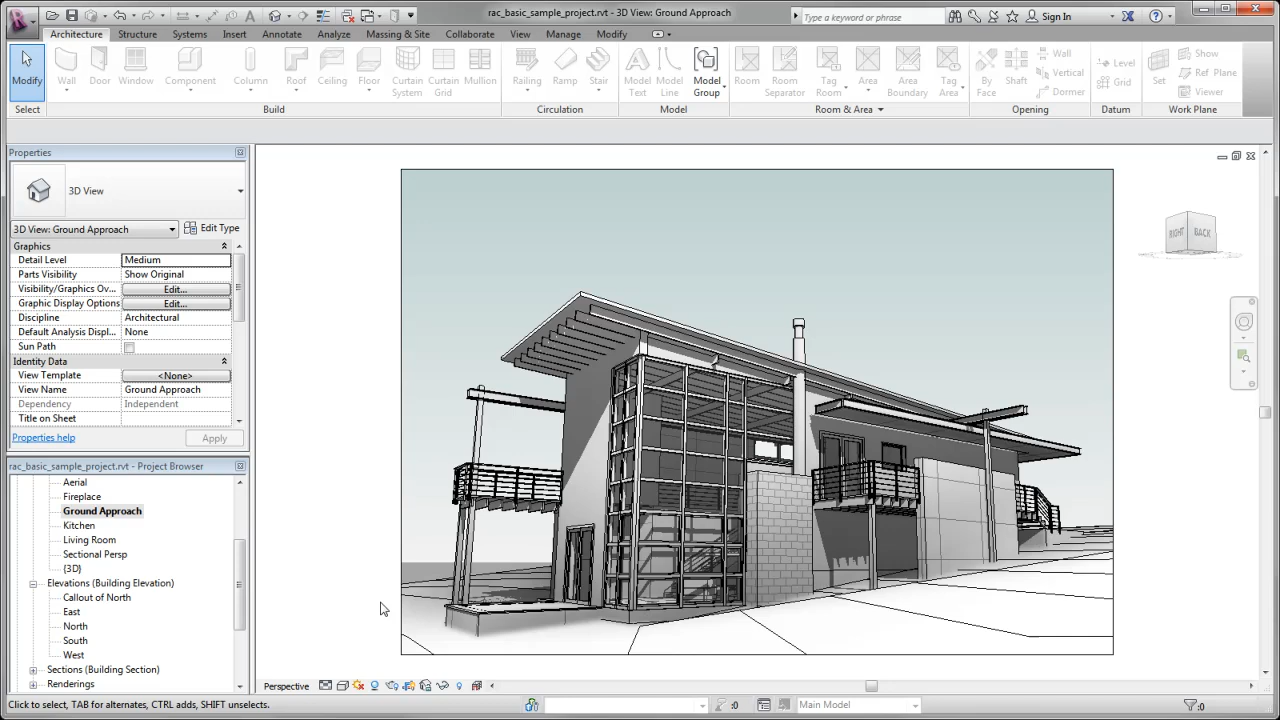 rac_basic_sample_project.rvt - 3D View: Ground Approach
Type a keyword or phrase
Sign In
Architecture Structure Systems Insert Annotate Analyze Massing & Site Collaborate View Manage Modify
Modify Wall Door Window Component Column Roof Ceiling Floor Curtain System Curtain Grid Mullion Railing Ramp Stair Model Text Model Line Model Group Room Room Separator Tag Room Area Area Boundary Tag Area By Face Shaft Wall Vertical Dormer Level Grid Set Show Ref Plane Viewer
Select Build Circulation Model Room & Area Opening Datum Work Plane
Properties
3D View
3D View: Ground Approach Edit Type
Graphics
Detail Level Medium
Parts Visibility Show Original
Visibility/Graphics Ov... Edit...
Graphic Display Options Edit...
Discipline Architectural
Default Analysis Displ... None
Sun Path
Identity Data
View Template <None>
View Name Ground Approach
Dependency Independent
Title on Sheet
Properties help Apply
rac_basic_sample_project.rvt - Project Browser
Aerial
Fireplace
Ground Approach
Kitchen
Living Room
Sectional Persp
{3D}
Elevations (Building Elevation)
Callout of North
East
North
South
West
Sections (Building Section)
Renderings
RIGHT BACK
Perspective
Click to select, TAB for alternates, CTRL adds, SHIFT unselects.
:0 Main Model :0